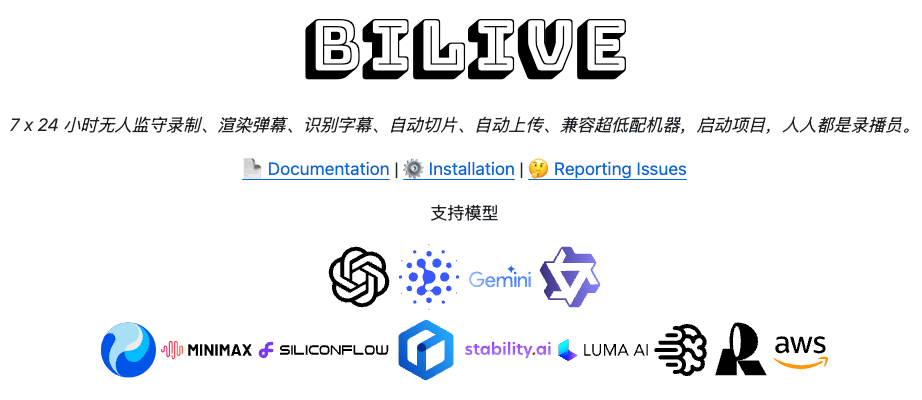 BILIVE
7 x 24 小时无人监守录制、渲染弹幕、识别字幕、自动切片、自动上传、兼容超低配机器，启动项目，人人都是录播员。
Documentation | Installation | Reporting Issues
支持模型
Gemini
MINIMAX SILICONFLOW stability.ai LUMA AI aws